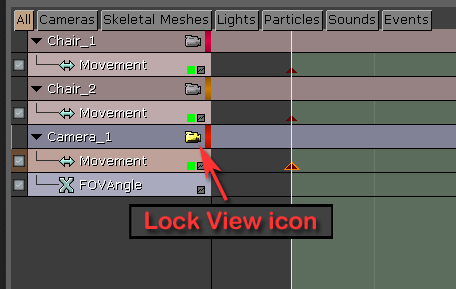 All Cameras Skeletal Meshes Lights Particles Sounds Events
Chair_1
Movement
Chair_2
Movement
Camera_1
Movement
FOVAngle
Lock View icon